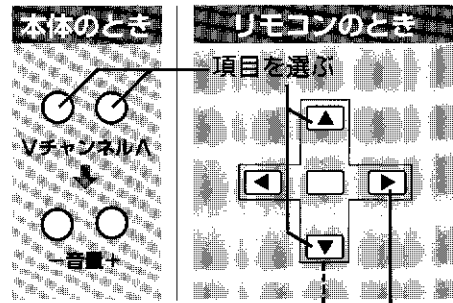 本体のとき
リモコンのとき
項目を選ぶ
∨チャンネル∧
－音量＋